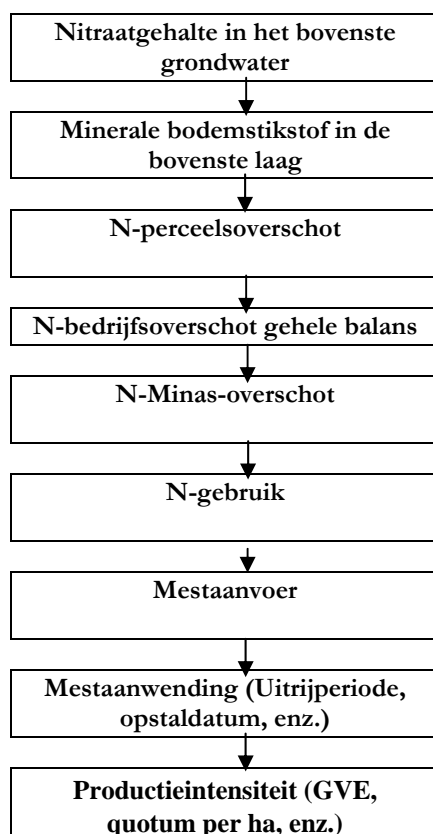 Nitraatgehalte in het bovenste
grondwater
Minerale bodemstikstof in de
bovenste laag
N-perceelsoverschot
N-bedrijfsoverschot gehele balans
N-Minas-overschot
N-gebruik
Mestaanvoer
Mestaanwending (Uitrijperiode,
opstaldatum, enz.)
Productieintensiteit (GVE,
quotum per ha, enz.)